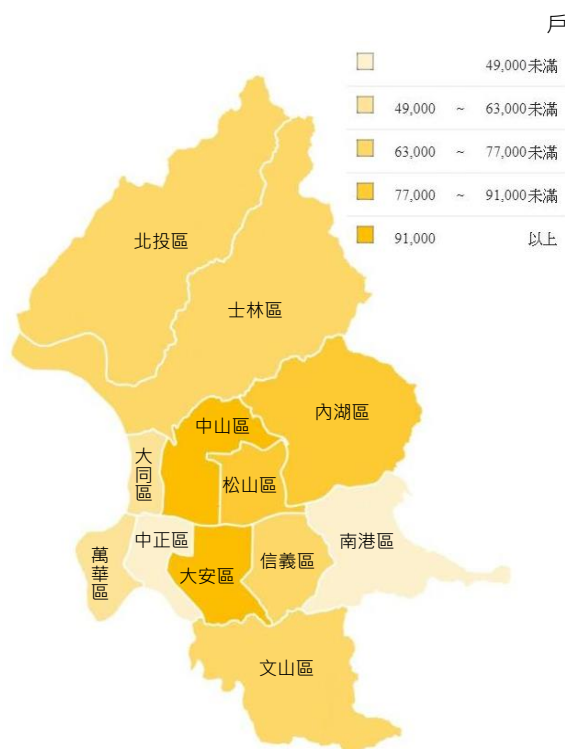 戶
49,000未滿
49,000 ~ 63,000未滿
63,000 ~ 77,000未滿
77,000 ~ 91,000未滿
91,000 以上
北投區
士林區
內湖區
中山區
大同區
松山區
中正區
南港區
萬華區
大安區
信義區
文山區